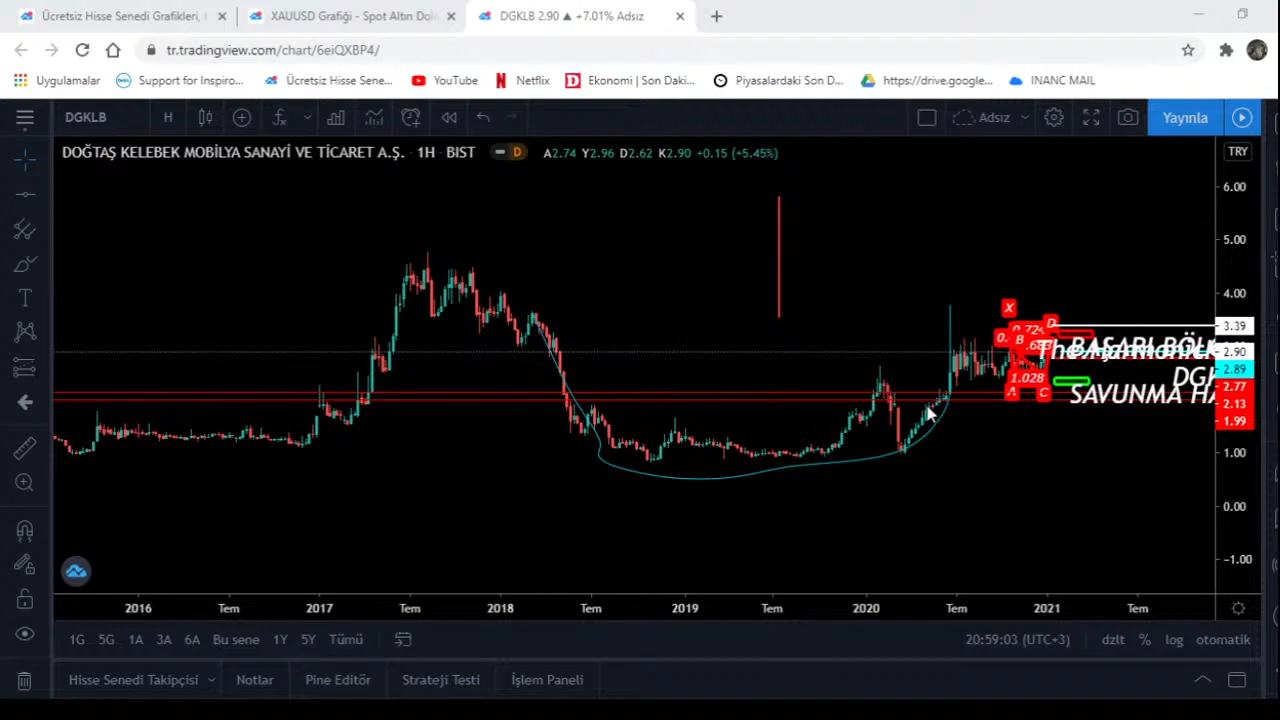 Ücretsiz Hisse Senedi Grafikleri,
XAUUSD Grafiği - Spot Altın Dol
DGKLB 2.90 ▲ +7.01% Adsız
tr.tradingview.com/chart/6eiQXBP4/
Uygulamalar
Support for Inspiro...
Ücretsiz Hisse Sene...
YouTube
Netflix
Ekonomi | Son Daki...
Piyasalardaki Son D...
https://drive.google...
INANC MAIL
DGKLB
H
Adsız
Yayınla
DOĞTAŞ KELEBEK MOBİLYA SANAYİ VE TİCARET A.Ş. · 1H · BIST
D
A2.74 Y2.96 D2.62 K2.90 +0.15 (+5.45%)
TRY
6.00
5.00
4.00
X
D
3.39
B
BAŞARI BÖL
The Harmonic
2.90
2.89
1.028
DGK
2.77
A
C
SAVUNMA HA
2.13
1.99
1.00
0.00
−1.00
2016
Tem
2017
Tem
2018
Tem
2019
Tem
2020
Tem
2021
Tem
1G 5G 1A 3A 6A Bu sene 1Y 5Y Tümü
20:59:03 (UTC+3)
dzlt % log otomatik
Hisse Senedi Takipçisi
Notlar
Pine Editör
Strateji Testi
İşlem Paneli